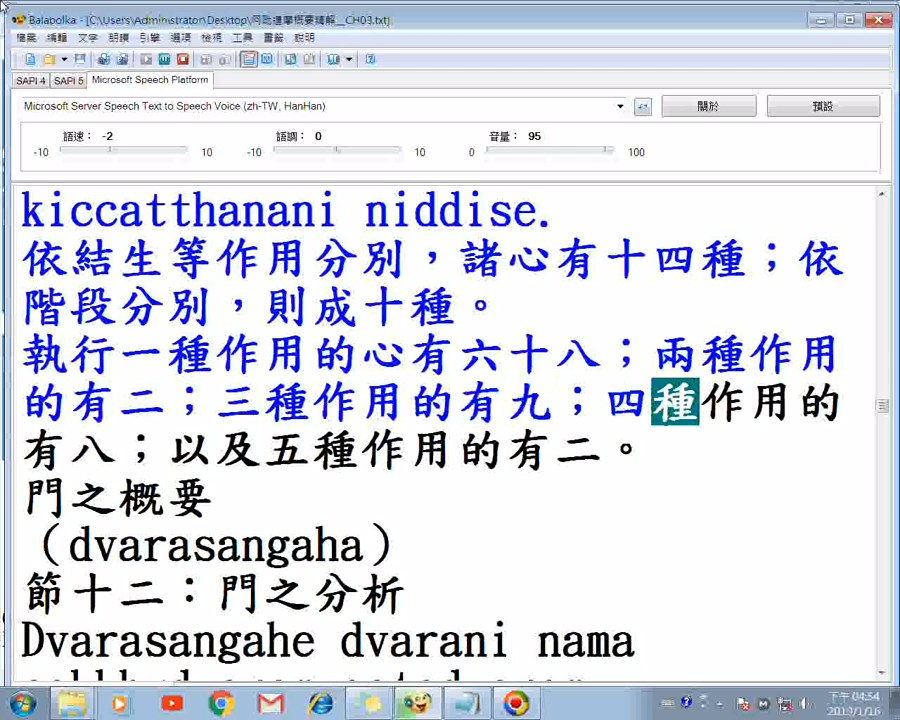 Balabolka - [C:\Users\Administrator\Desktop\阿毗達摩概要精解__CH03.txt]
檔案 編輯 文字 朗讀 引擎 選項 檢視 工具 書籤 說明
SAPI 4 SAPI 5 Microsoft Speech Platform
Microsoft Server Speech Text to Speech Voice (zh-TW, HanHan) 關於 預設
語速： -2 語調： 0 音量： 95
-10 10 -10 10 0 100
kiccatthanani niddise.
依結生等作用分別，諸心有十四種；依
階段分別，則成十種。
執行一種作用的心有六十八；兩種作用
的有二；三種作用的有九；四種作用的
有八；以及五種作用的有二。
門之概要
（dvarasangaha）
節十二：門之分析
Dvarasangahe dvarani nama
下午 04:54
2019/1/16